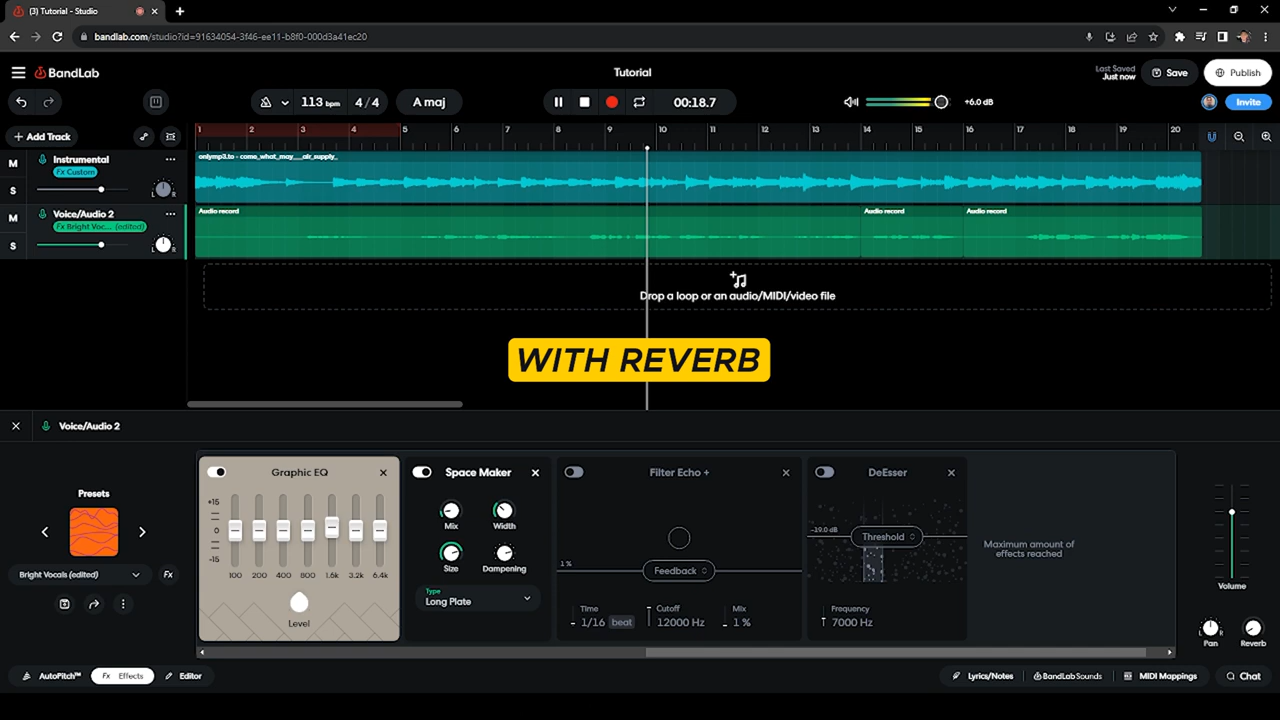 (3) Tutorial - Studio
bandlab.com/studio?id=91634054-3f46-ee11-b8f0-000d3a41ec20
BandLab
Tutorial
Last Saved
Just now
Save
Publish
113 bpm
4 / 4
A maj
00:18.7
+6.0 dB
Invite
Add Track
1 2 3 4 5 6 7 8 9 10 11 12 13 14 15 16 17 18 19 20
M
Instrumental
Fx Custom
S
L R
onlymp3.to - come_what_may__air_supply_
M
Voice/Audio 2
Fx Bright Voc... (edited)
S
L R
Audio record
Audio record
Audio record
Drop a loop or an audio/MIDI/video file
WITH REVERB
Voice/Audio 2
Presets
Bright Vocals (edited)
Fx
Graphic EQ
+15
0
-15
100 200 400 800 1.6k 3.2k 6.4k
Level
Space Maker
Mix
Width
Size
Dampening
Type
Long Plate
Filter Echo +
1 %
Feedback
Time
1/16 beat
Cutoff
12000 Hz
Mix
1 %
DeEsser
-19.0 dB
Threshold
Frequency
7000 Hz
Maximum amount of
effects reached
Volume
L R
Pan
Reverb
AutoPitch™
Fx Effects
Editor
Lyrics/Notes
BandLab Sounds
MIDI Mappings
Chat